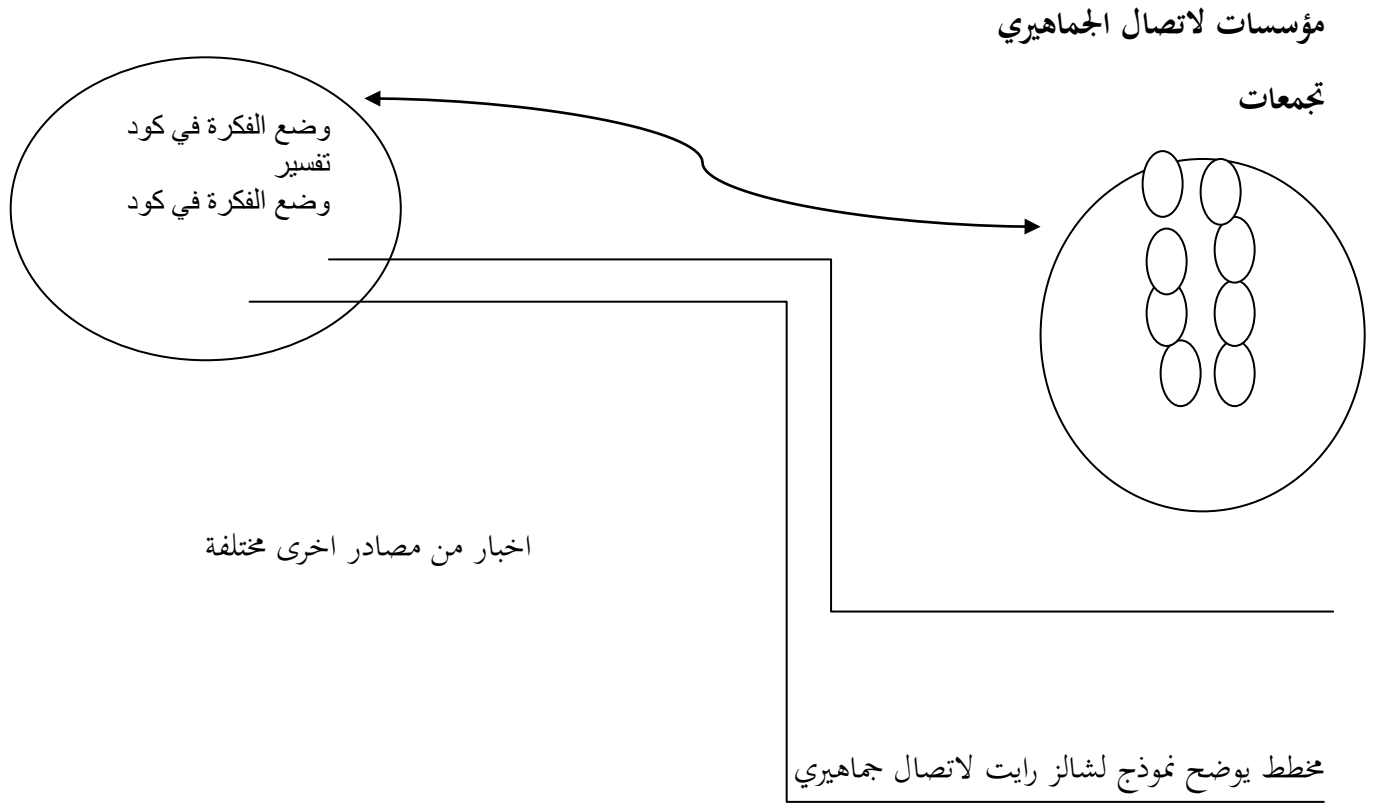 مؤسسات لاتصال الجماهيري
تجمعات
وضع الفكرة في كود
تفسير
وضع الفكرة في كود
اخبار من مصادر اخرى مختلفة
مخطط يوضح نموذج لشالز رايت لاتصال جماهيري